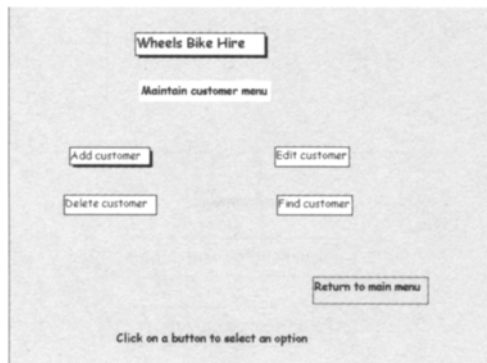 Wheels Bike Hire
Maintain customer menu
Add customer
Edit customer
Delete customer
Find customer
Return to main menu
Click on a button to select an option